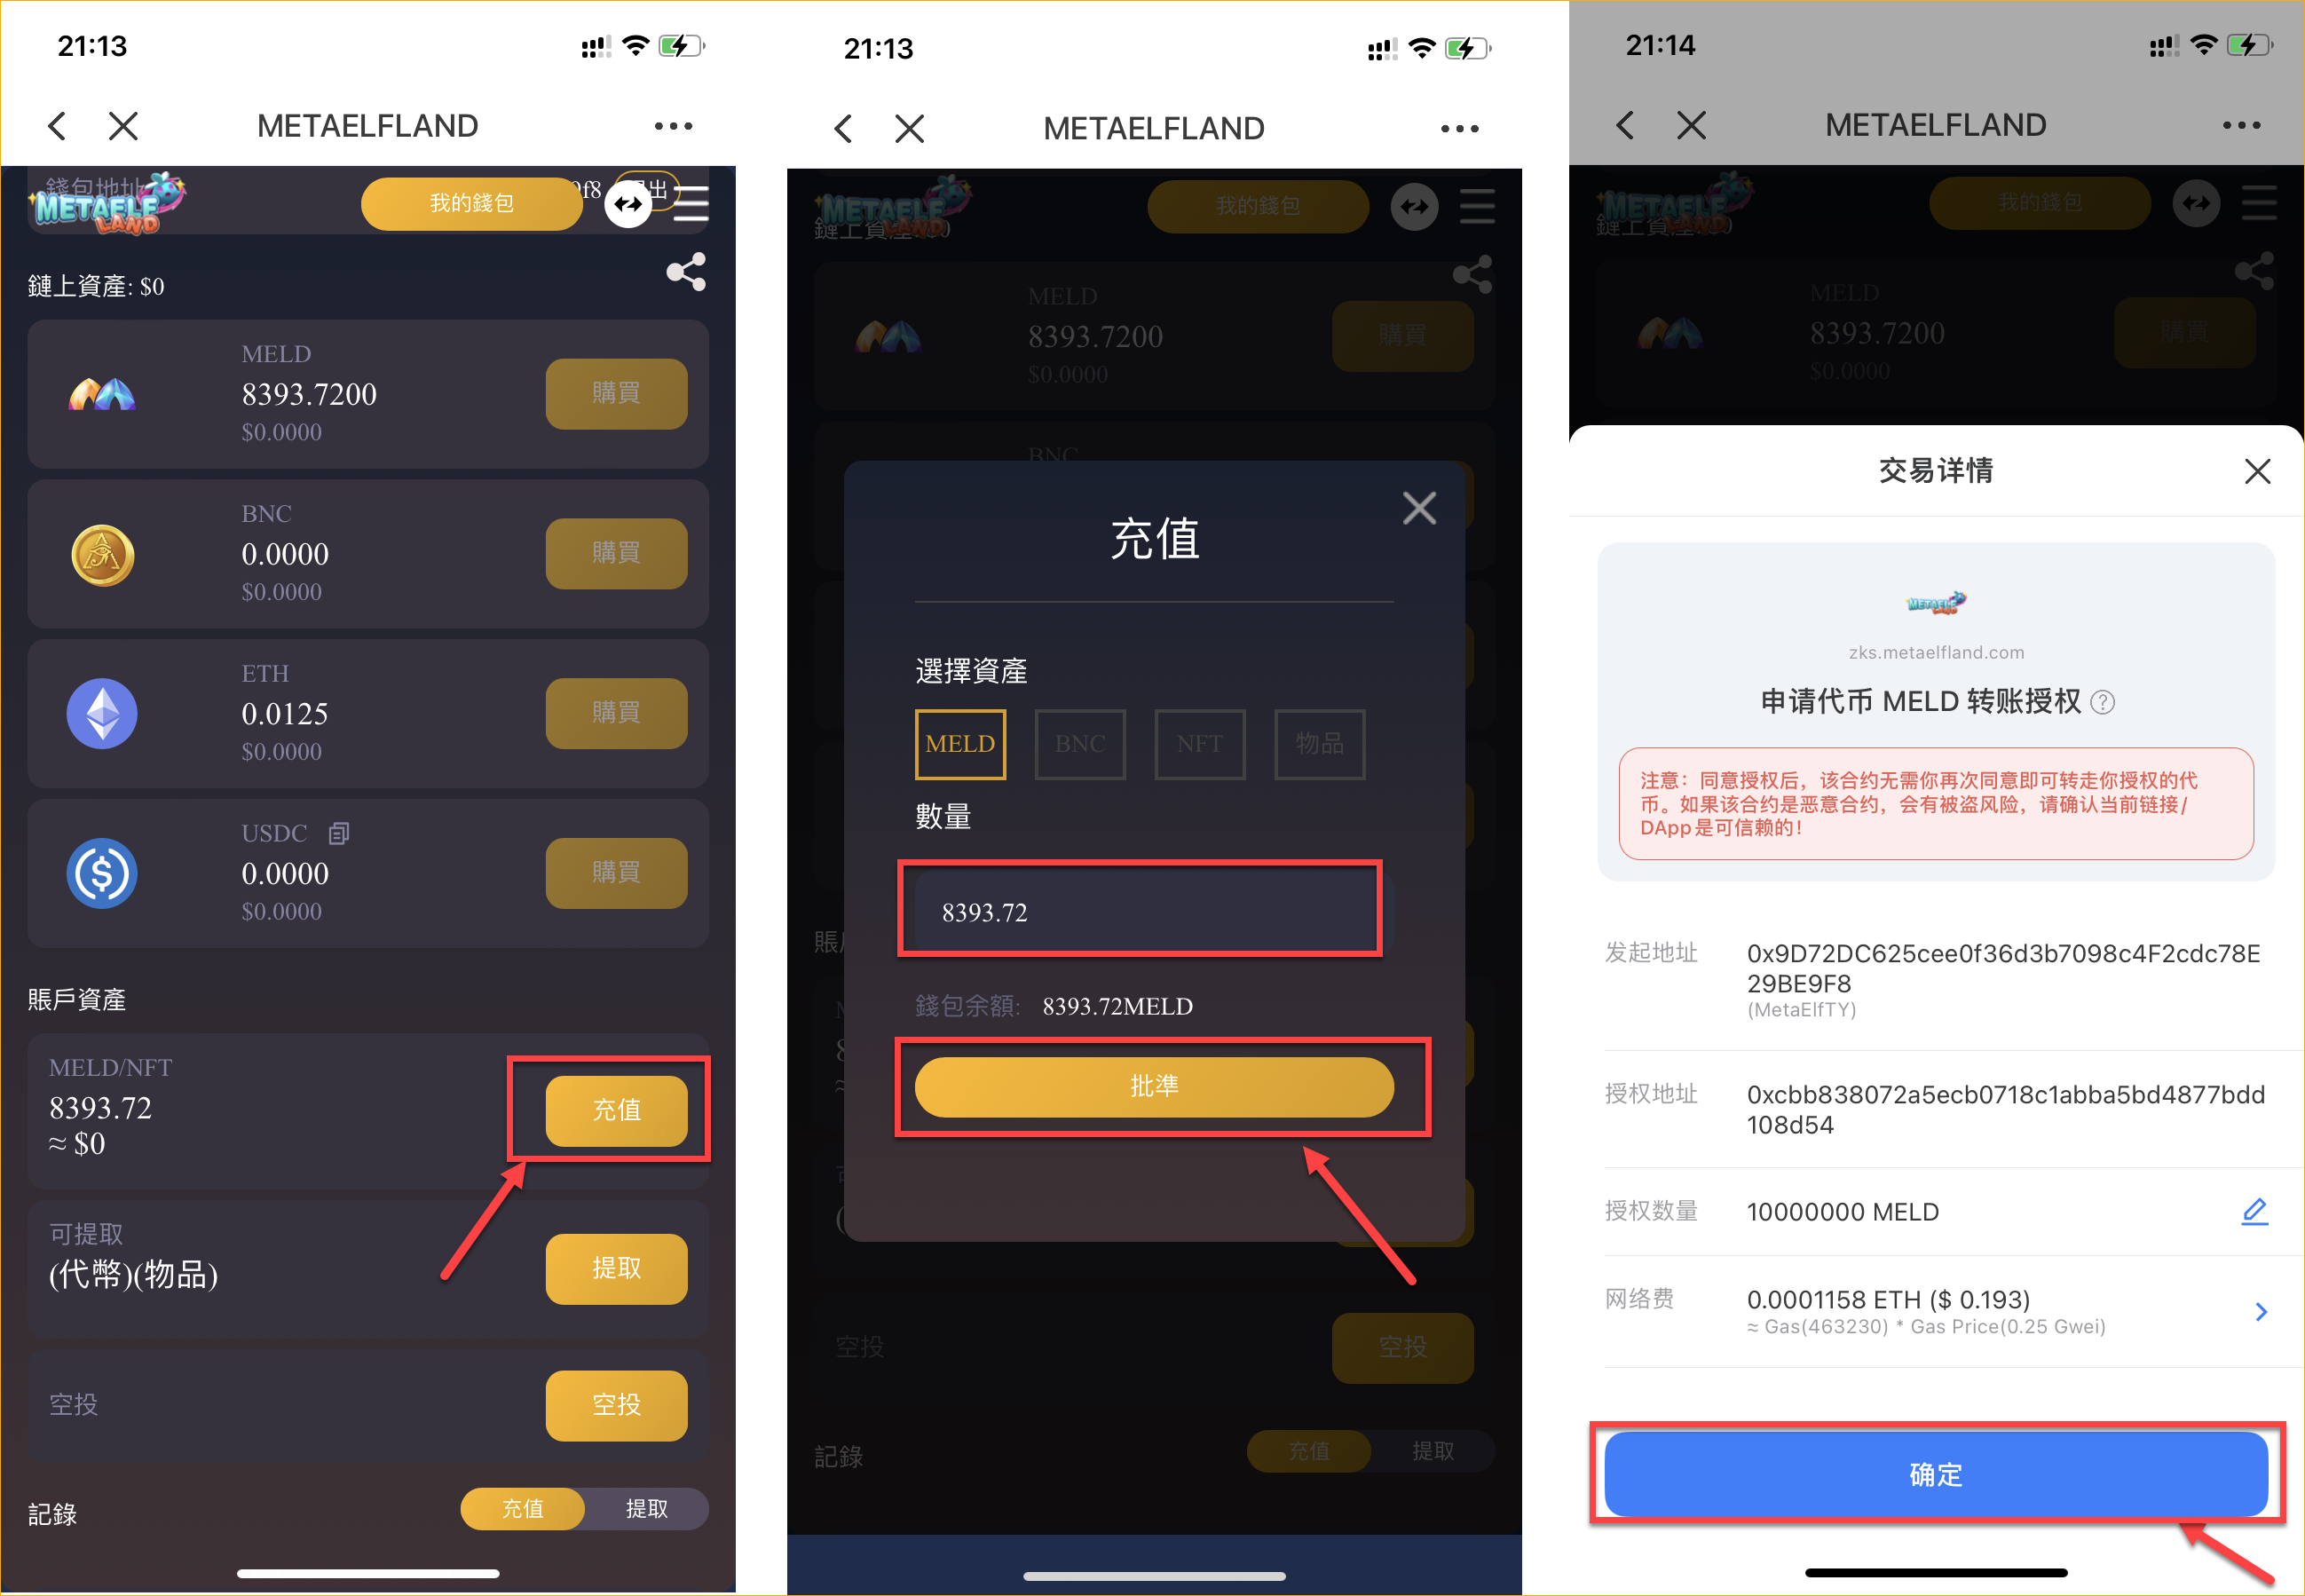 21:13
METAELFLAND
錢包地址
METAELF LAND
我的錢包
9f8
鏈上資產: $0
MELD
8393.7200
$0.0000
購買
BNC
0.0000
$0.0000
購買
ETH
0.0125
$0.0000
購買
USDC
0.0000
$0.0000
購買
賬戶資產
MELD/NFT
8393.72
≈ $0
充值
可提取
(代幣)(物品)
提取
空投
空投
記錄
充值
提取
21:13
METAELFLAND
METAELF LAND
我的錢包
鏈上資產: $0
MELD
8393.7200
$0.0000
購買
BNC
充值
選擇資產
MELD
BNC
NFT
物品
數量
8393.72
錢包余額: 8393.72MELD
批準
空投
空投
記錄
充值
提取
21:14
METAELFLAND
METAELF LAND
我的錢包
鏈上資產: $0
MELD
8393.7200
$0.0000
購買
交易详情
METAELF LAND
zks.metaelfland.com
申请代币 MELD 转账授权 ?
注意：同意授权后，该合约无需你再次同意即可转走你授权的代
币。如果该合约是恶意合约，会有被盗风险，请确认当前链接/
DApp是可信赖的！
发起地址
0x9D72DC625cee0f36d3b7098c4F2cdc78E
29BE9F8
(MetaElfTY)
授权地址
0xcbb838072a5ecb0718c1abba5bd4877bdd
108d54
授权数量
10000000 MELD
网络费
0.0001158 ETH ($ 0.193)
≈ Gas(463230) * Gas Price(0.25 Gwei)
确定